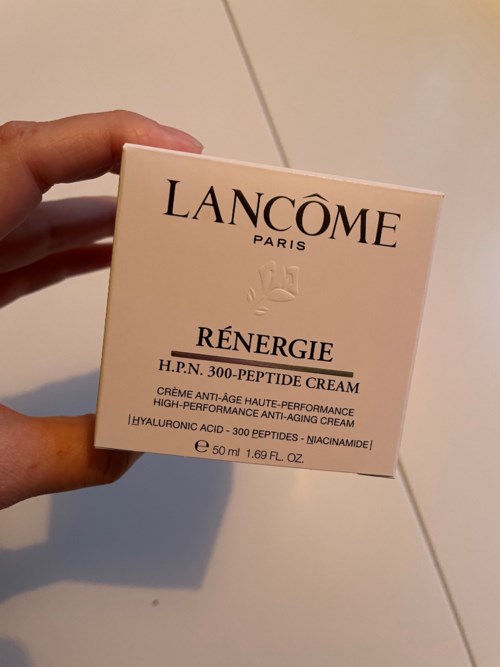 LANCÔME
PARIS
RÉNERGIE
H.P.N. 300-PEPTIDE CREAM
CRÈME ANTI-ÂGE HAUTE-PERFORMANCE
HIGH-PERFORMANCE ANTI-AGING CREAM
|HYALURONIC ACID - 300 PEPTIDES - NIACINAMIDE|
℮ 50 ml 1.69 FL. OZ.